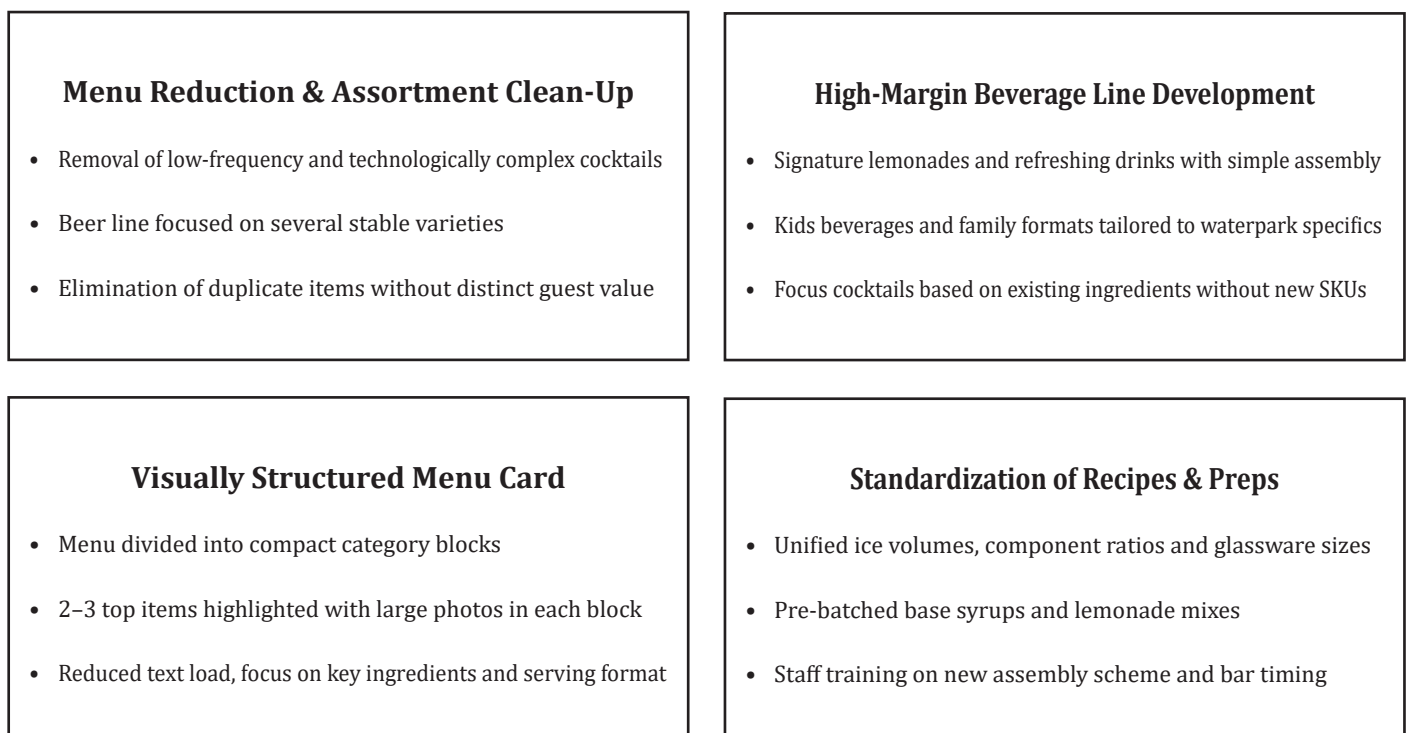 Menu Reduction & Assortment Clean-Up
• Removal of low-frequency and technologically complex cocktails
• Beer line focused on several stable varieties
• Elimination of duplicate items without distinct guest value
High-Margin Beverage Line Development
• Signature lemonades and refreshing drinks with simple assembly
• Kids beverages and family formats tailored to waterpark specifics
• Focus cocktails based on existing ingredients without new SKUs
Visually Structured Menu Card
• Menu divided into compact category blocks
• 2–3 top items highlighted with large photos in each block
• Reduced text load, focus on key ingredients and serving format
Standardization of Recipes & Preps
• Unified ice volumes, component ratios and glassware sizes
• Pre-batched base syrups and lemonade mixes
• Staff training on new assembly scheme and bar timing